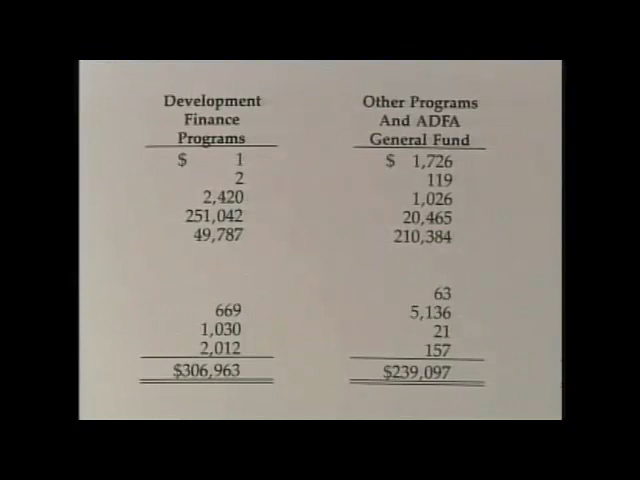 Development Other Programs
Finance And ADFA
Programs General Fund
$ 1 $ 1,726
2 119
2,420 1,026
251,042 20,465
49,787 210,384
63
669 5,136
1,030 21
2,012 157
$306,963 $239,097